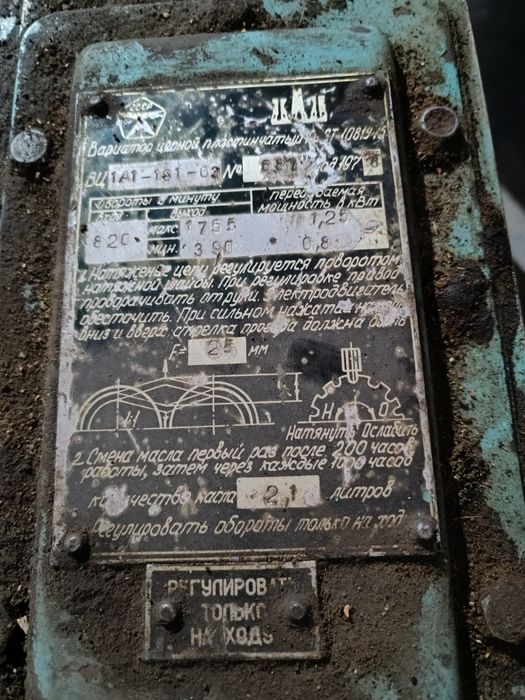 СССР
Вариатор цепной пластинчатый
ВЦ1А1-181-02 №
обороты в минуту передаваемая мощность в кВт
вход выход
820 макс. 1755 1,25
мин. 390 0,8
1. Натяжение цепи регулируется поворотом
натяжной шайбы. При регулировке привод
проворачивать от руки. Электродвигатель
обесточить. При сильном нажатии на цепь
вниз и вверх стрелка прогиба должна быть
F= 25 мм
Н О
Натянуть Ослабить
2. Смена масла первый раз после 200 часов
работы, затем через каждые 1000 часов
количество масла 2,1 литров
Регулировать обороты только на ходу
РЕГУЛИРОВАТЬ
ТОЛЬКО
НА ХОДУ